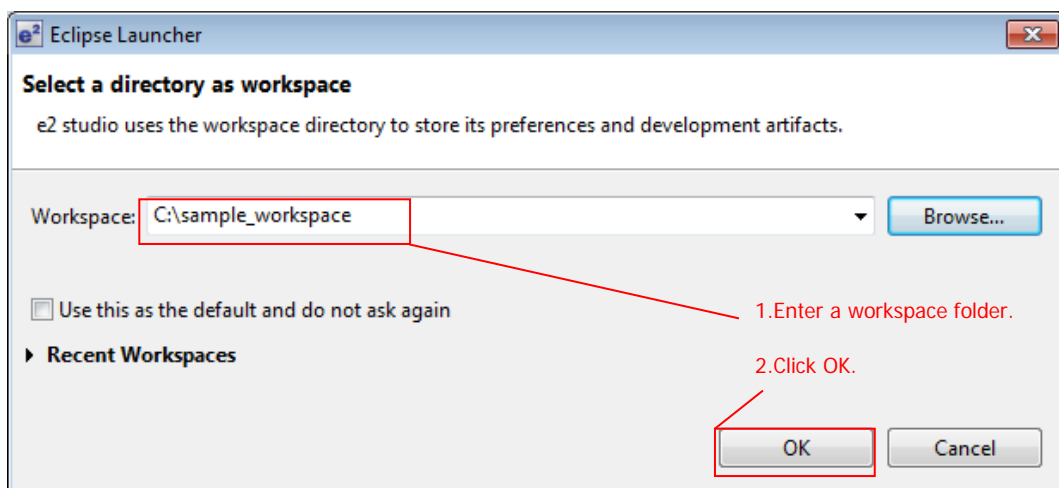 e² Eclipse Launcher
Select a directory as workspace
e2 studio uses the workspace directory to store its preferences and development artifacts.
Workspace: C:\sample_workspace Browse...
Use this as the default and do not ask again
1.Enter a workspace folder.
Recent Workspaces
2.Click OK.
OK Cancel